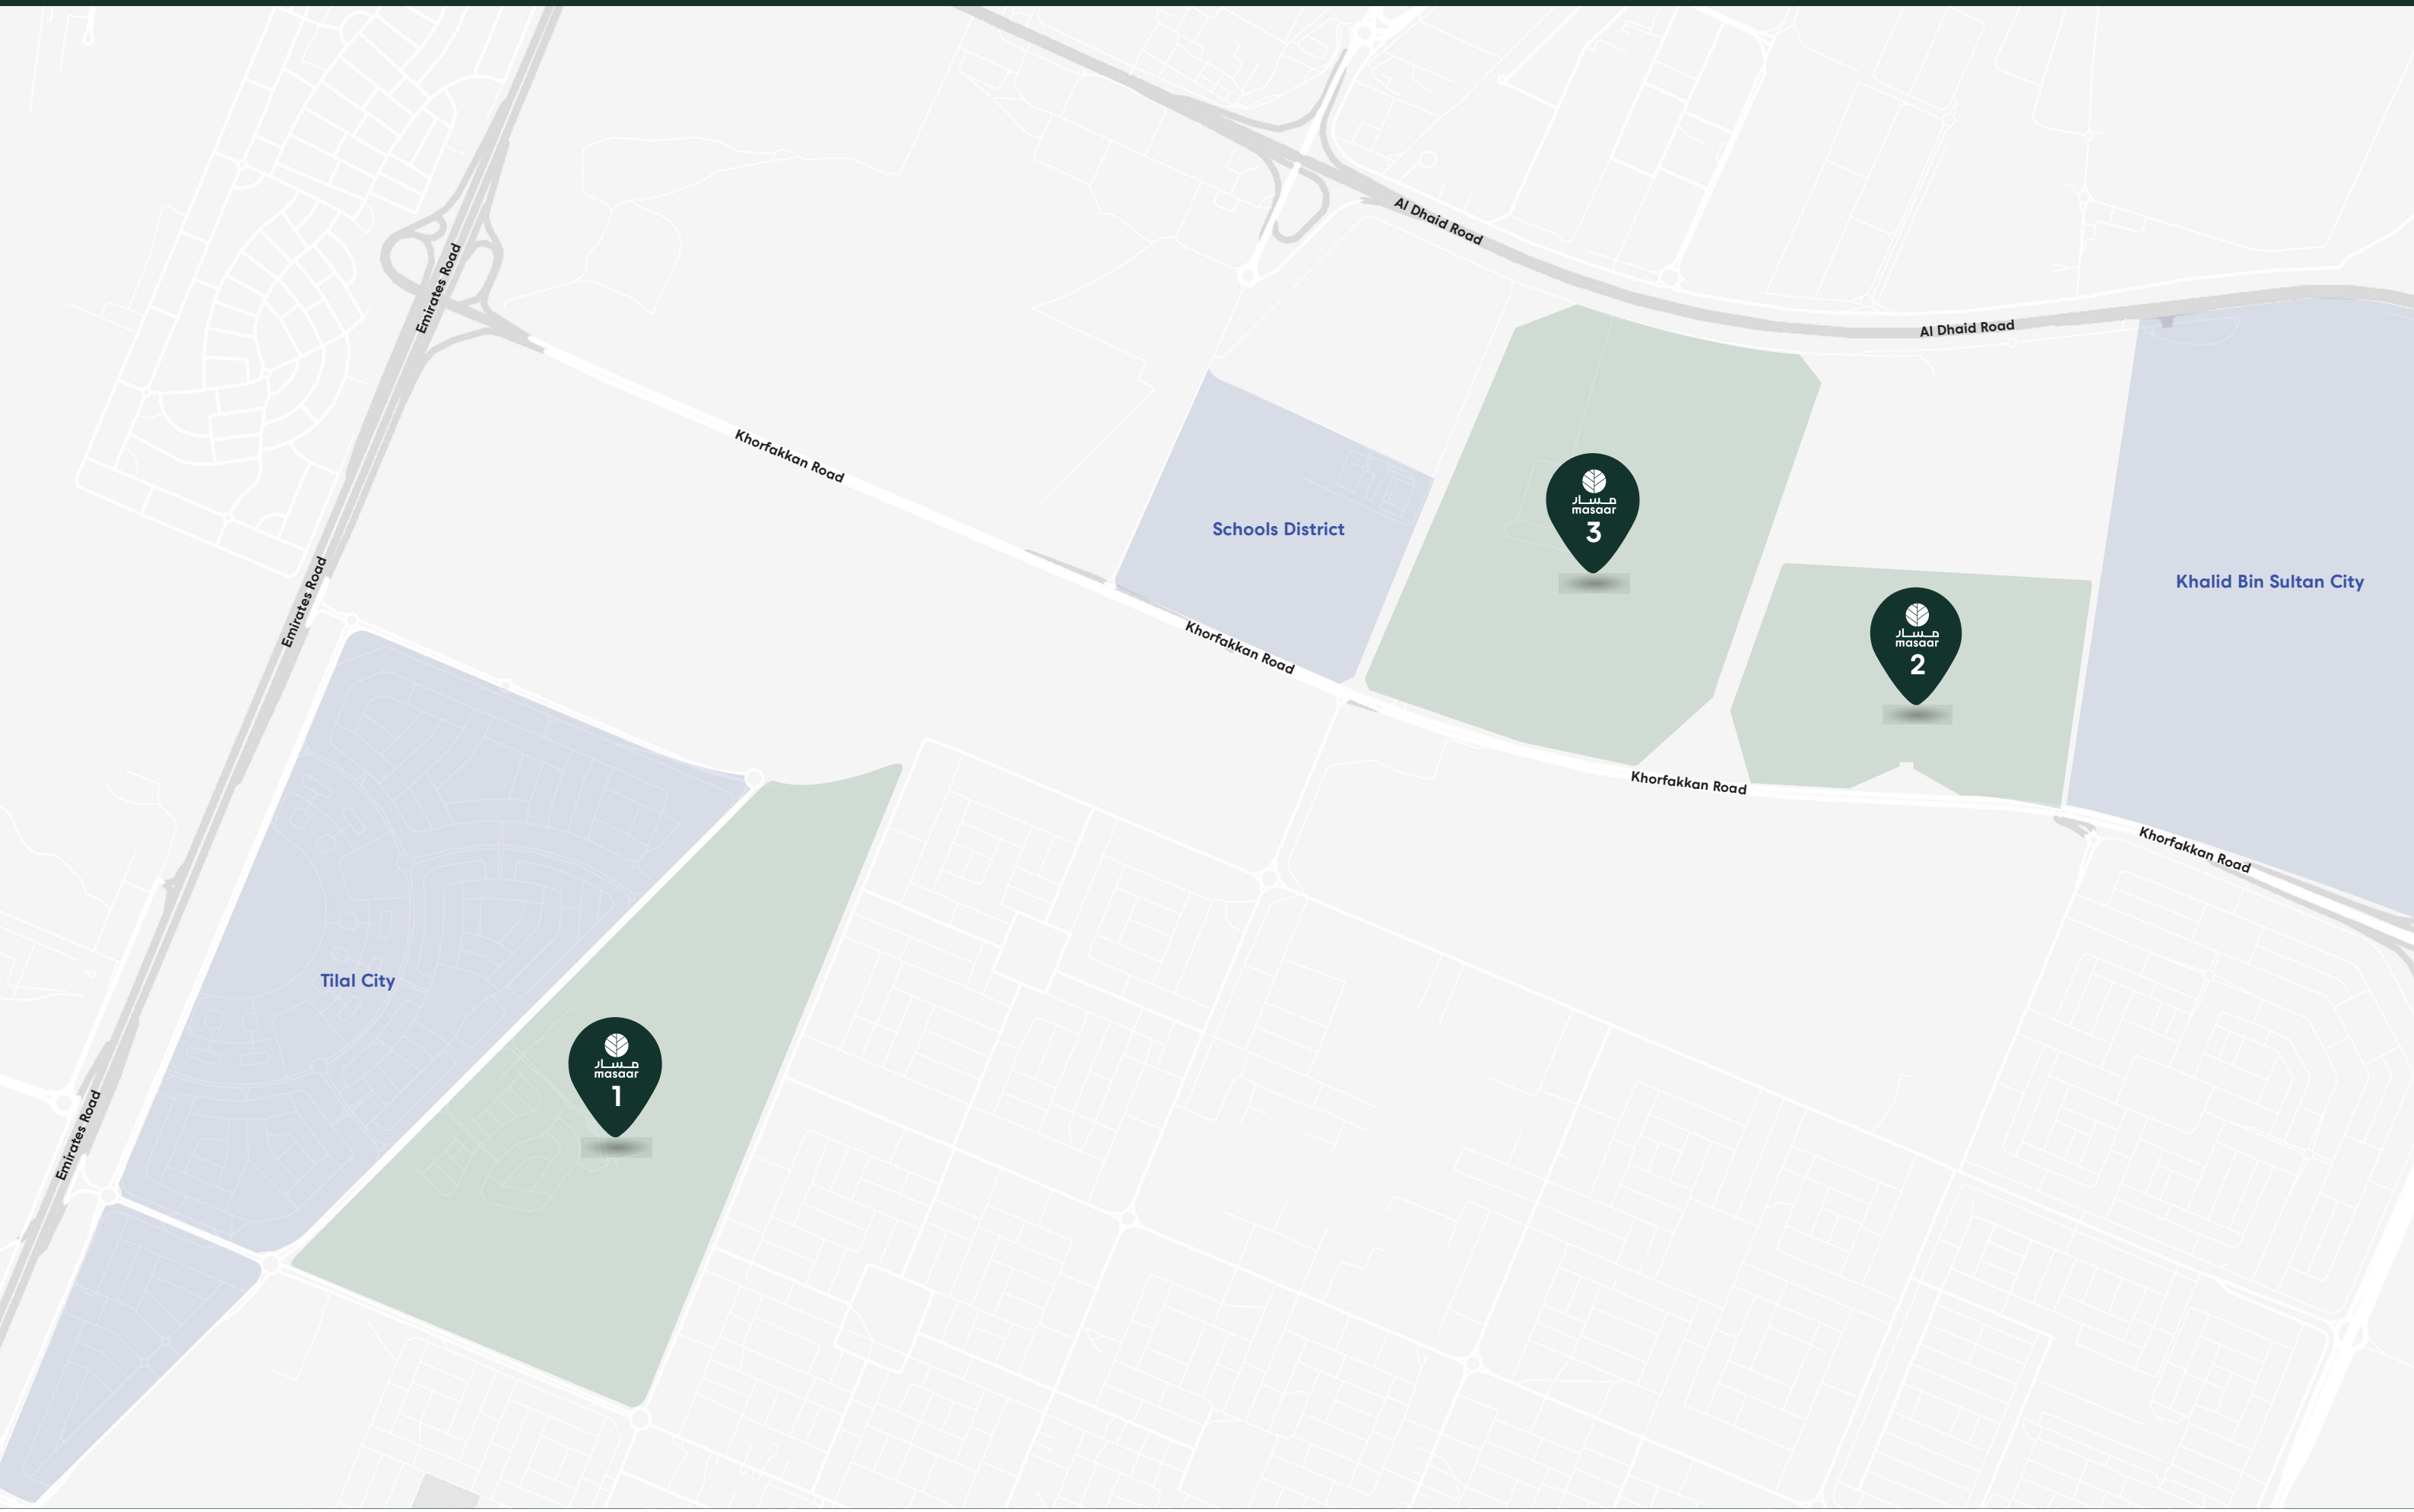 Al Dhaid Road
Emirates Road
Al Dhaid Road
Khorfakkan Road
مسار
masaar
3
Schools District
Khalid Bin Sultan City
Emirates Road
مسار
masaar
2
Khorfakkan Road
Khorfakkan Road
Khorfakkan Road
Tilal City
مسار
masaar
1
Emirates Road